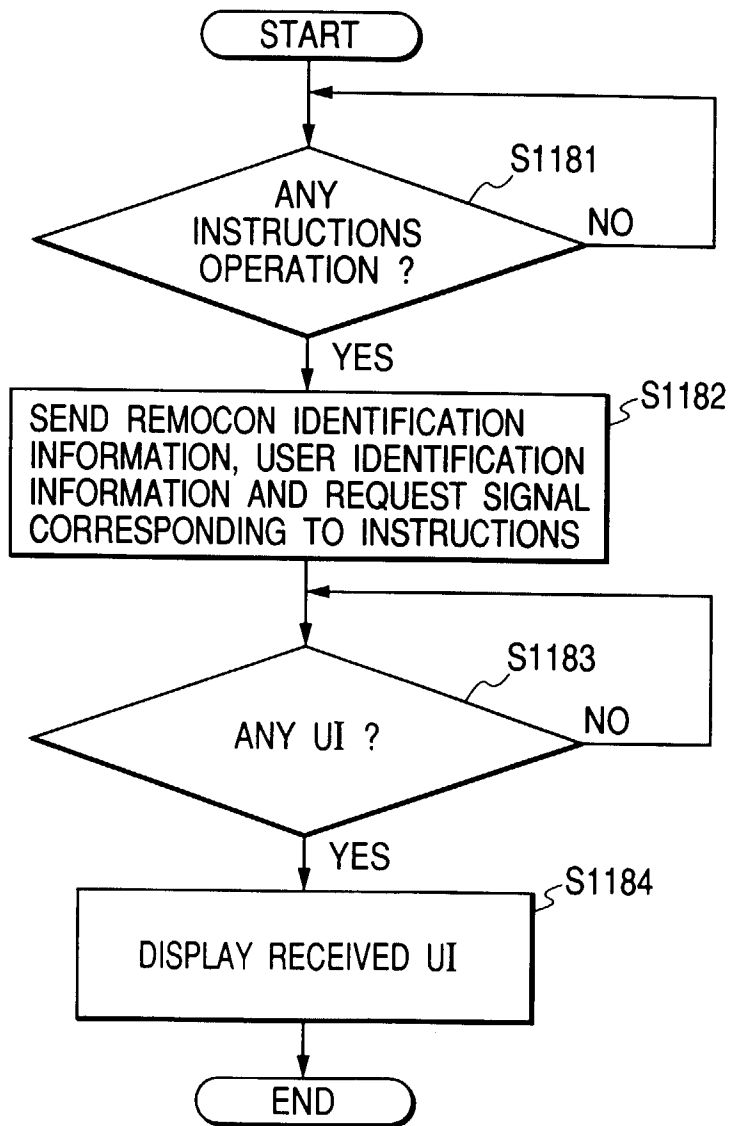 START
S1181
ANY
INSTRUCTIONS
OPERATION ?
NO
YES
S1182
SEND REMOCON IDENTIFICATION
INFORMATION, USER IDENTIFICATION
INFORMATION AND REQUEST SIGNAL
CORRESPONDING TO INSTRUCTIONS
S1183
ANY UI ?
NO
YES
S1184
DISPLAY RECEIVED UI
END